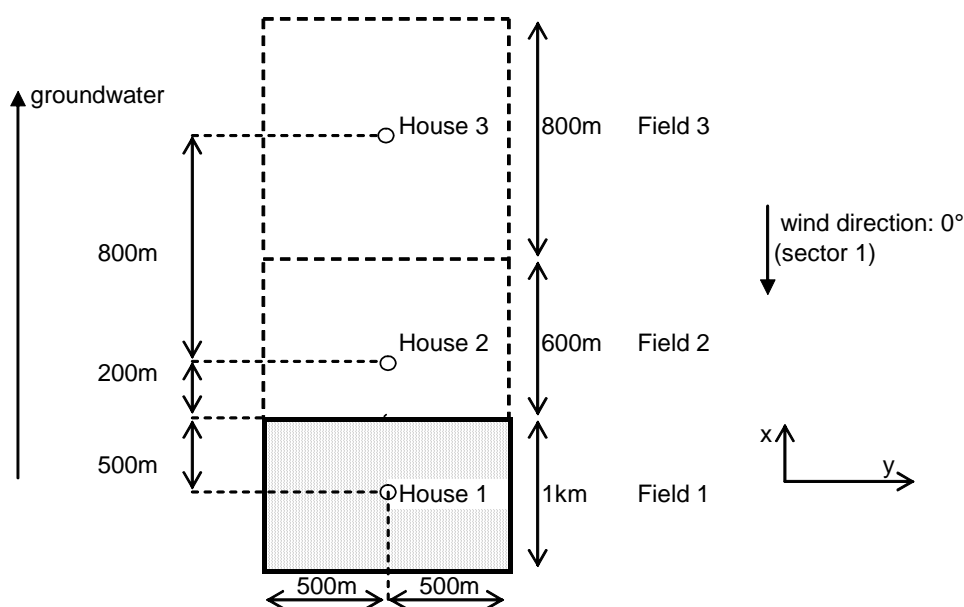 groundwater
House 3
800m
Field 3
wind direction: 0°
(sector 1)
800m
House 2
600m
Field 2
200m
x
y
500m
House 1
1km
Field 1
500m
500m